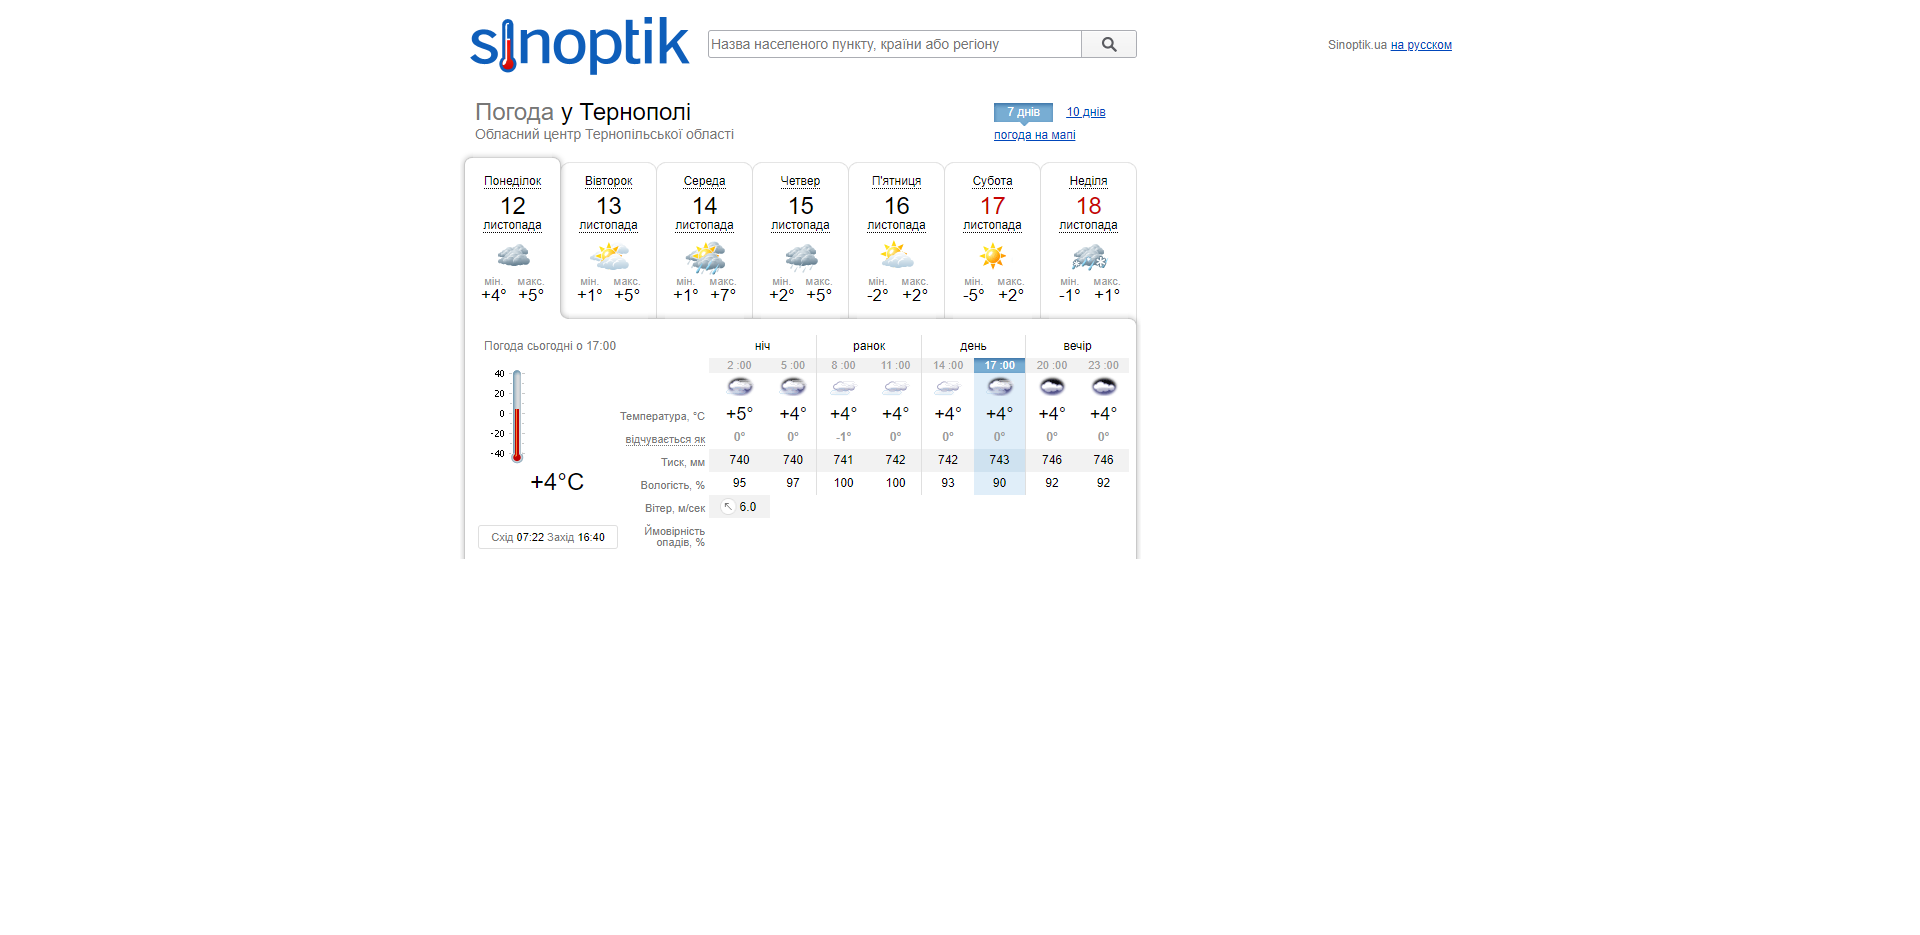 sinoptik
Назва населеного пункту, країни або регіону
Sinoptik.ua на русском
Погода у Тернополі
7 днів 10 днів
Обласний центр Тернопільської області
погода на мапі
Понеділок Вівторок Середа Четвер П'ятниця Субота Неділя
12 13 14 15 16 17 18
листопада листопада листопада листопада листопада листопада листопада
мін. макс. мін. макс. мін. макс. мін. макс. мін. макс. мін. макс. мін. макс.
+4° +5° +1° +5° +1° +7° +2° +5° -2° +2° -5° +2° -1° +1°
Погода сьогодні о 17:00
ніч ранок день вечір
2 :00 5 :00 8 :00 11 :00 14 :00 17 :00 20 :00 23 :00
40
20
0
-20
-40
Температура, °C +5° +4° +4° +4° +4° +4° +4° +4°
відчувається як 0° 0° -1° 0° 0° 0° 0° 0°
Тиск, мм 740 740 741 742 742 743 746 746
+4°C
Вологість, % 95 97 100 100 93 90 92 92
Вітер, м/сек 6.0
Ймовірність
опадів, %
Схід 07:22 Захід 16:40